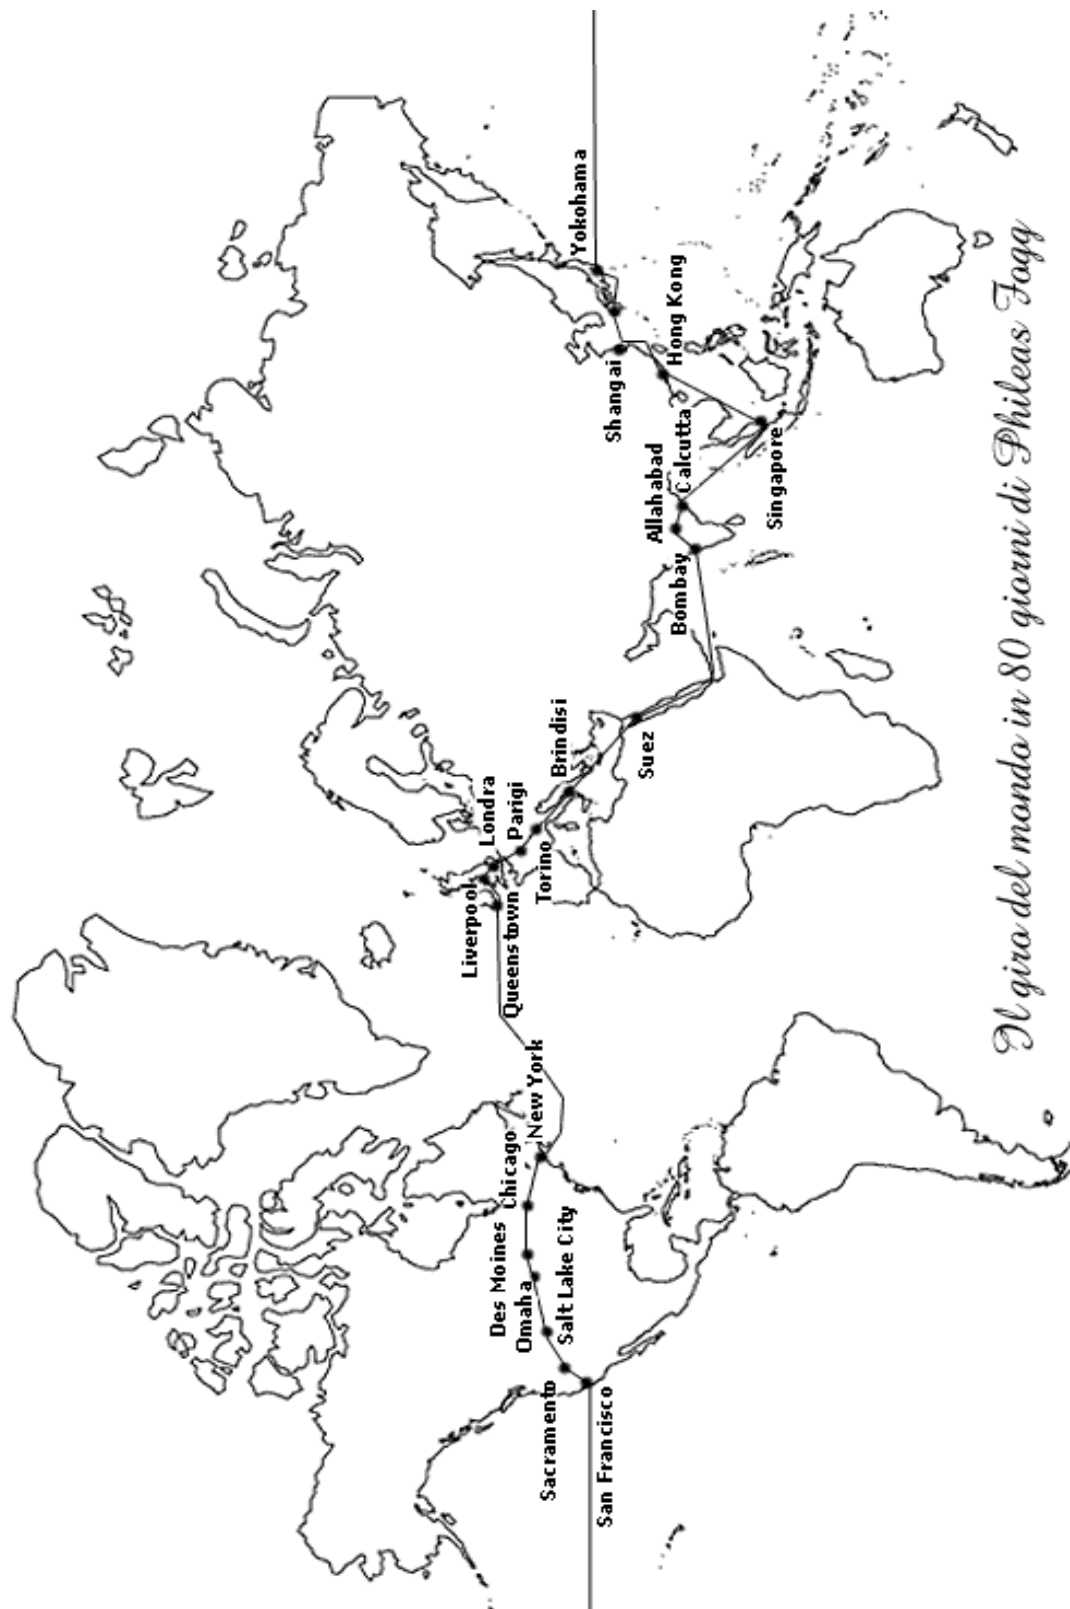 Sacramento
San Francisco
Omaha
Des Moines
Salt Lake City
Chicago
New York
Queenstown
Liverpool
Londra
Parigi
Torino
Brindisi
Suez
Bombay
Allahabad
Calcutta
Singapore
Shangai
Hong Kong
Yokohama
Il giro del mondo in 80 giorni di Phileas Fogg